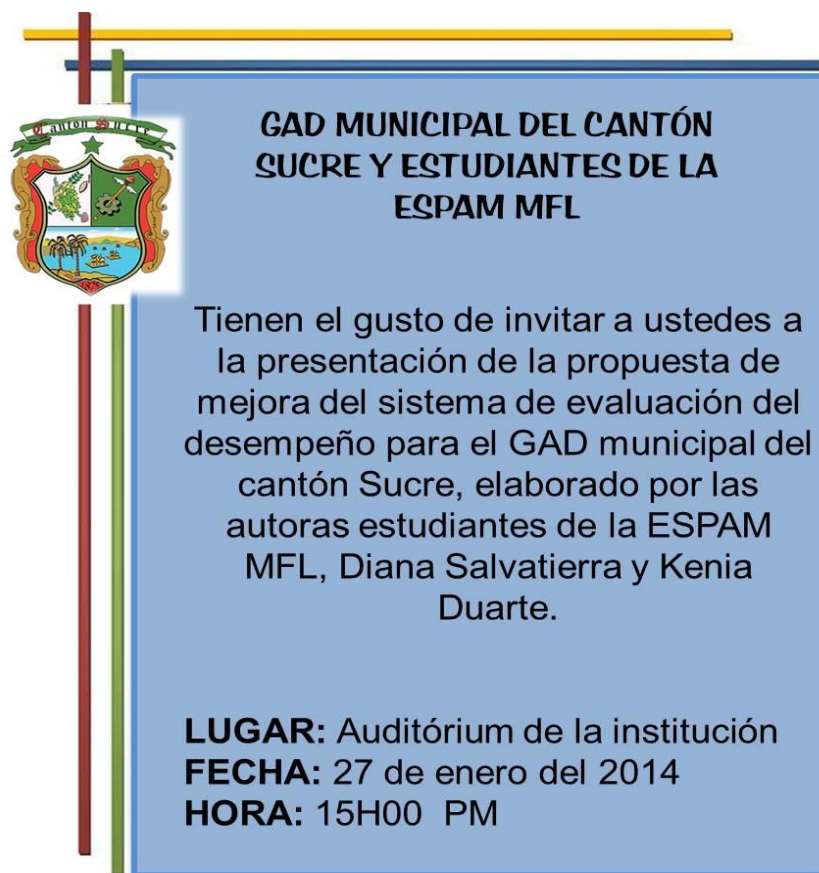 Cantón Sucre
1875
GAD MUNICIPAL DEL CANTÓN
SUCRE Y ESTUDIANTES DE LA
ESPAM MFL
Tienen el gusto de invitar a ustedes a
la presentación de la propuesta de
mejora del sistema de evaluación del
desempeño para el GAD municipal del
cantón Sucre, elaborado por las
autoras estudiantes de la ESPAM
MFL, Diana Salvatierra y Kenia
Duarte.
LUGAR: Auditórium de la institución
FECHA: 27 de enero del 2014
HORA: 15H00 PM